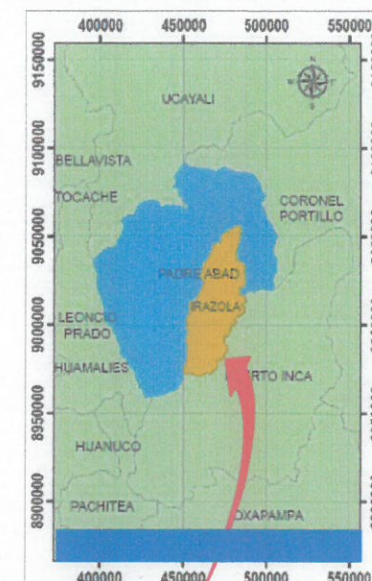 400000 450000 500000 550000
N
9150000
UCAYALI
9100000
BELLAVISTA
TOCACHE
CORONEL
PORTILLO
9050000
PADRE ABAD
IRAZOLA
LEONCIO
PRADO
9000000
HUAMALIES
RTO INCA
8950000
HUANUCO
PACHITEA
8900000
OXAPAMPA
400000 450000 500000 550000